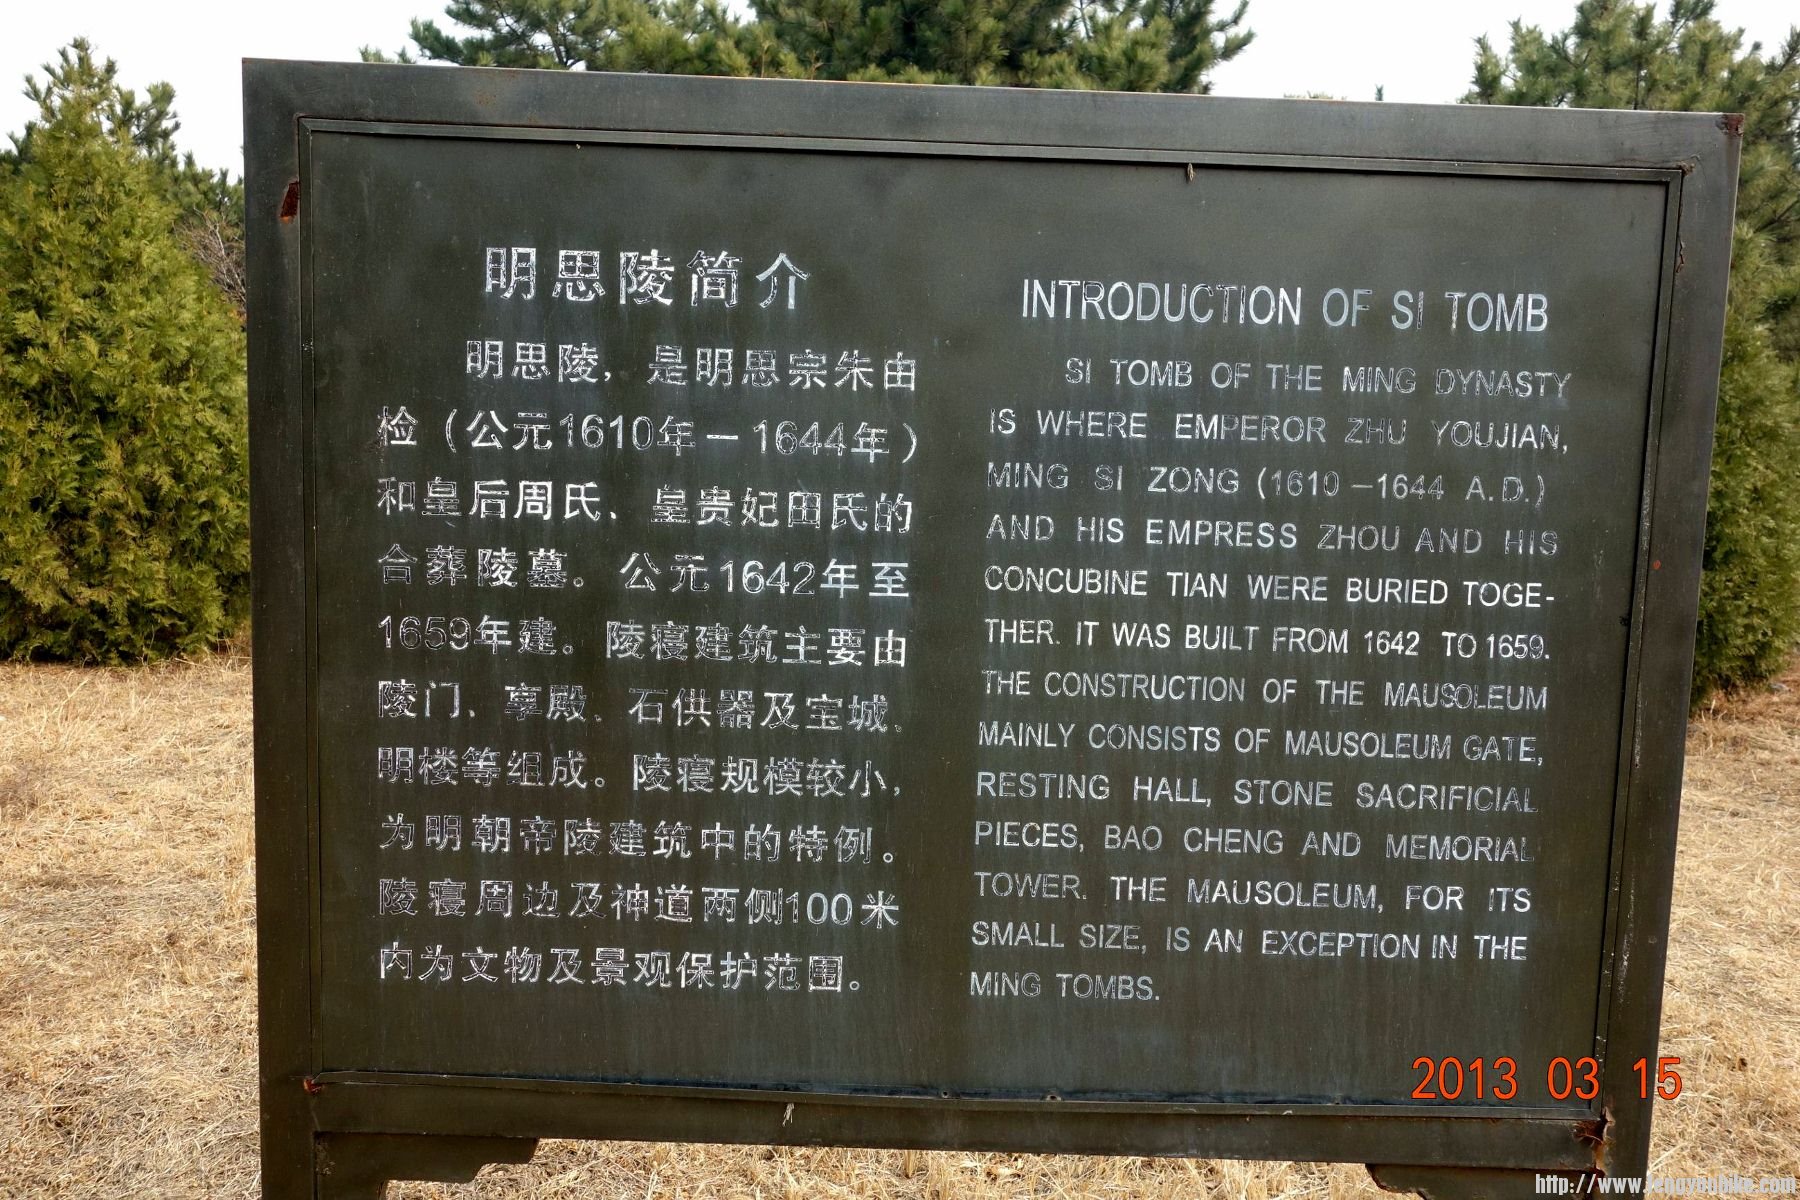 明思陵简介
明思陵，是明思宗朱由
检（公元1610年－1644年）
和皇后周氏、皇贵妃田氏的
合葬陵墓。公元1642年至
1659年建。陵寝建筑主要由
陵门、享殿、石供器及宝城、
明楼等组成。陵寝规模较小，
为明朝帝陵建筑中的特例。
陵寝周边及神道两侧100米
内为文物及景观保护范围。
INTRODUCTION OF SI TOMB
SI TOMB OF THE MING DYNASTY
IS WHERE EMPEROR ZHU YOUJIAN,
MING SI ZONG (1610 –1644 A.D.)
AND HIS EMPRESS ZHOU AND HIS
CONCUBINE TIAN WERE BURIED TOGE-
THER. IT WAS BUILT FROM 1642 TO 1659.
THE CONSTRUCTION OF THE MAUSOLEUM
MAINLY CONSISTS OF MAUSOLEUM GATE,
RESTING HALL, STONE SACRIFICIAL
PIECES, BAO CHENG AND MEMORIAL
TOWER. THE MAUSOLEUM, FOR ITS
SMALL SIZE, IS AN EXCEPTION IN THE
MING TOMBS.
2013 03 15